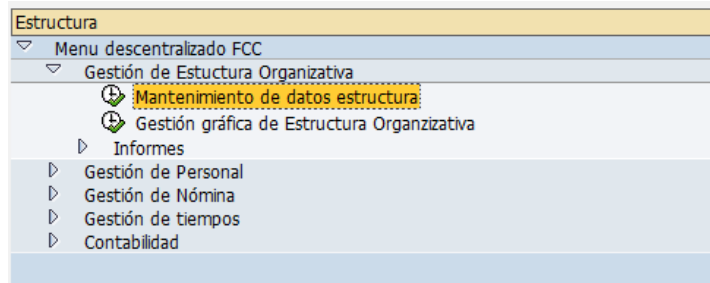 Estructura
Menu descentralizado FCC
Gestión de Estuctura Organizativa
Mantenimiento de datos estructura
Gestión gráfica de Estructura Organzizativa
Informes
Gestión de Personal
Gestión de Nómina
Gestión de tiempos
Contabilidad